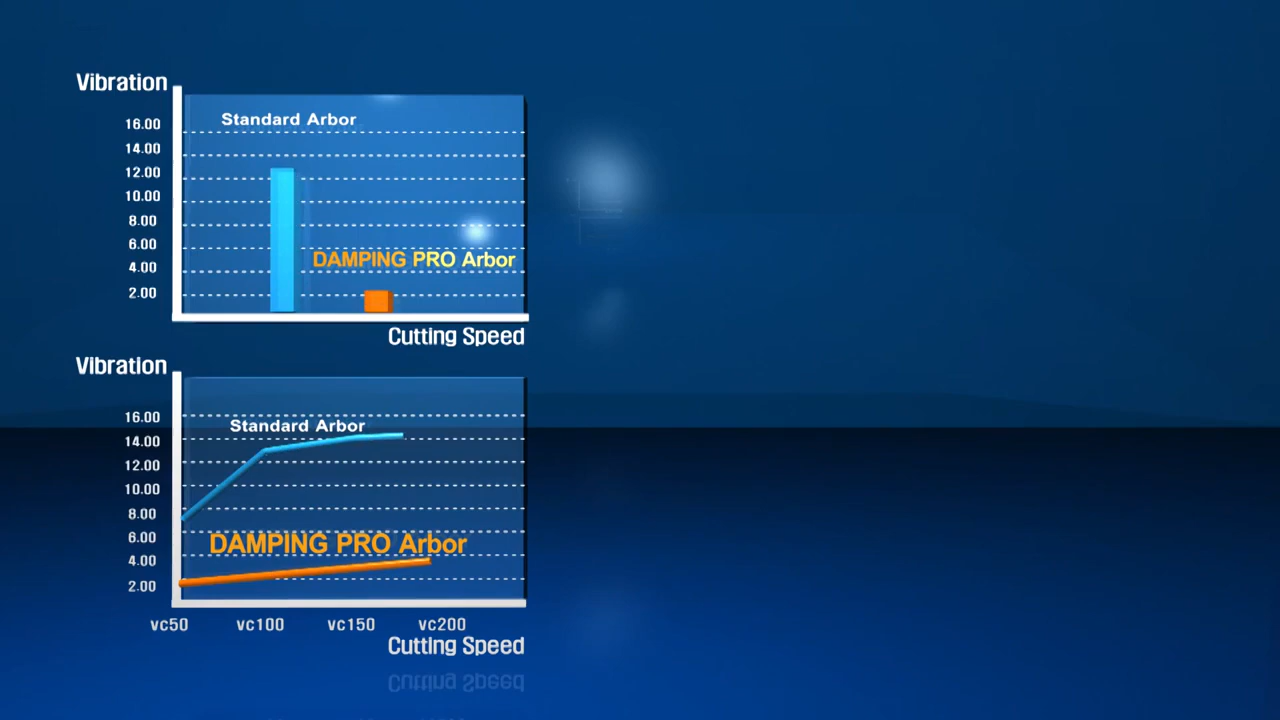 Vibration
Standard Arbor
16.00
14.00
12.00
10.00
8.00
6.00
4.00
2.00
DAMPING PRO Arbor
Cutting Speed
Vibration
16.00
14.00
12.00
10.00
8.00
6.00
4.00
2.00
Standard Arbor
DAMPING PRO Arbor
vc50 vc100 vc150 vc200
Cutting Speed
Cutting Speed